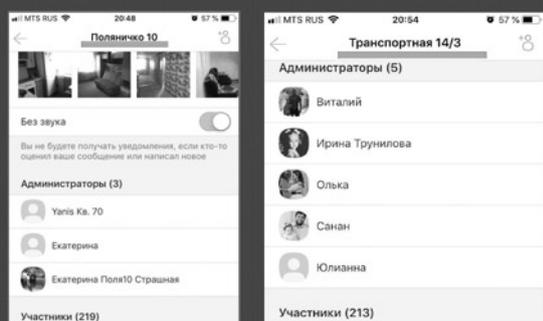 MTS RUS 20:48 57 %
Поляничко 10
Без звука
Вы не будете получать уведомления, если кто-то
оценил ваше сообщение или написал новое
Администраторы (3)
Yanis Кв. 70
Екатерина
Екатерина Поля10 Страшная
Участники (219)
MTS RUS 20:54 57 %
Транспортная 14/3
Администраторы (5)
Виталий
Ирина Трунилова
Олька
Санан
Юлианна
Участники (213)